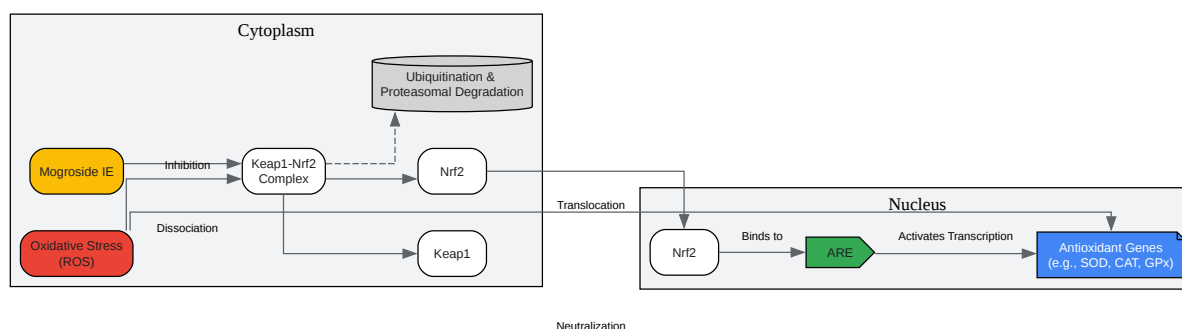 Cytoplasm
Ubiquitination &
Proteasomal Degradation
Mogroside IE
Inhibition
Keap1-Nrf2
Complex
Nrf2
Oxidative Stress
(ROS)
Dissociation
Keap1
Translocation
Nucleus
Nrf2
Binds to
ARE
Activates Transcription
Antioxidant Genes
(e.g., SOD, CAT, GPx)
Neutralization